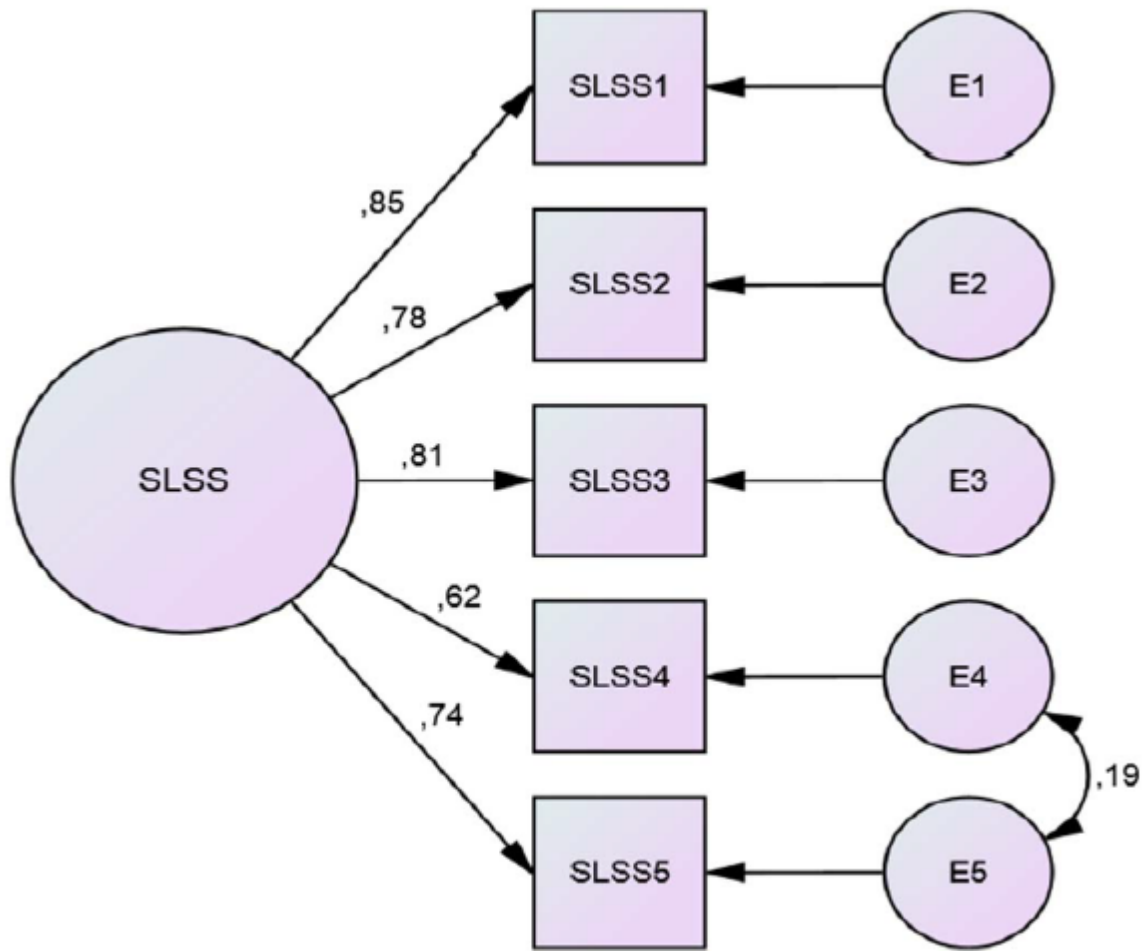 SLSS1
E1
,85
SLSS2
E2
,78
SLSS
,81
SLSS3
E3
,62
SLSS4
E4
,74
,19
SLSS5
E5